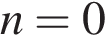 n = 0